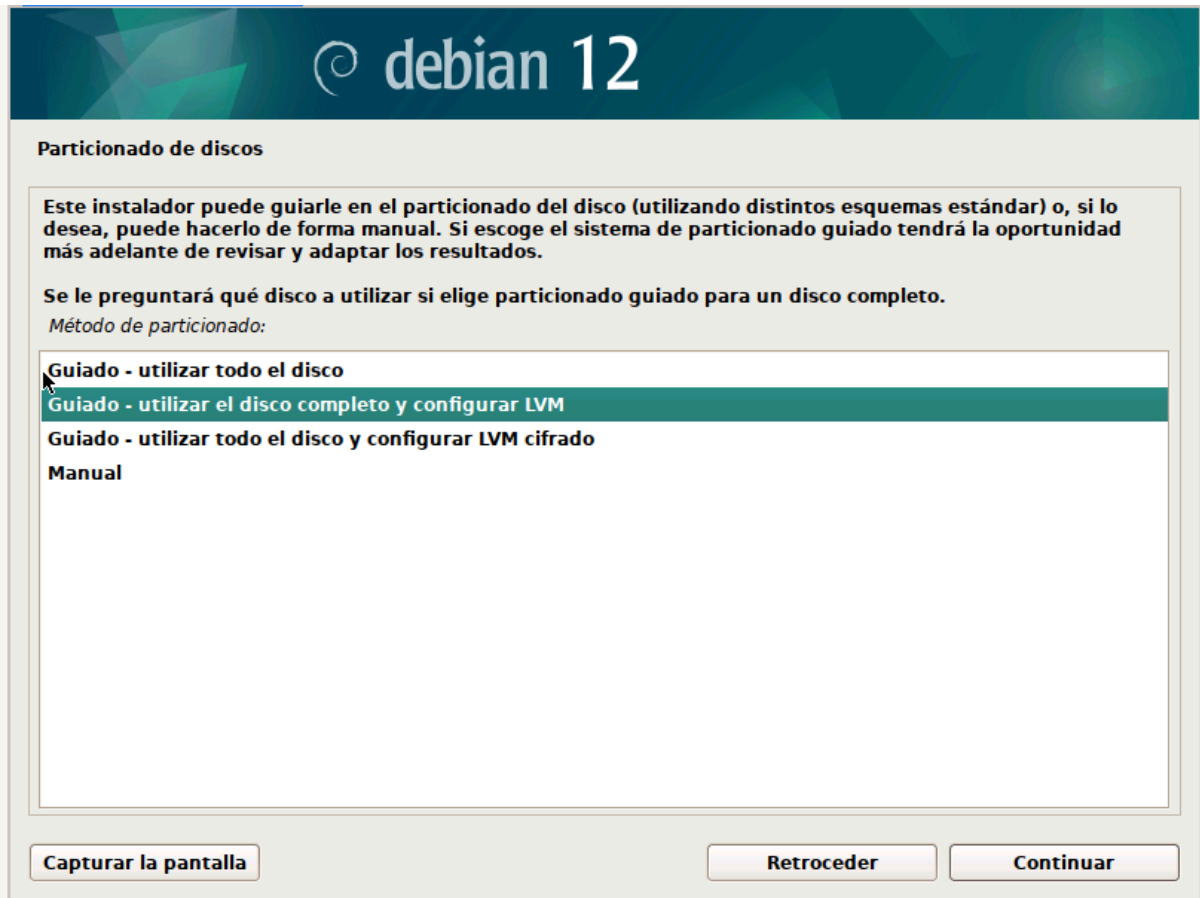 debian 12
Particionado de discos
Este instalador puede guiarle en el particionado del disco (utilizando distintos esquemas estándar) o, si lo
desea, puede hacerlo de forma manual. Si escoge el sistema de particionado guiado tendrá la oportunidad
más adelante de revisar y adaptar los resultados.
Se le preguntará qué disco a utilizar si elige particionado guiado para un disco completo.
Método de particionado:
Guiado - utilizar todo el disco
Guiado - utilizar el disco completo y configurar LVM
Guiado - utilizar todo el disco y configurar LVM cifrado
Manual
Capturar la pantalla
Retroceder
Continuar